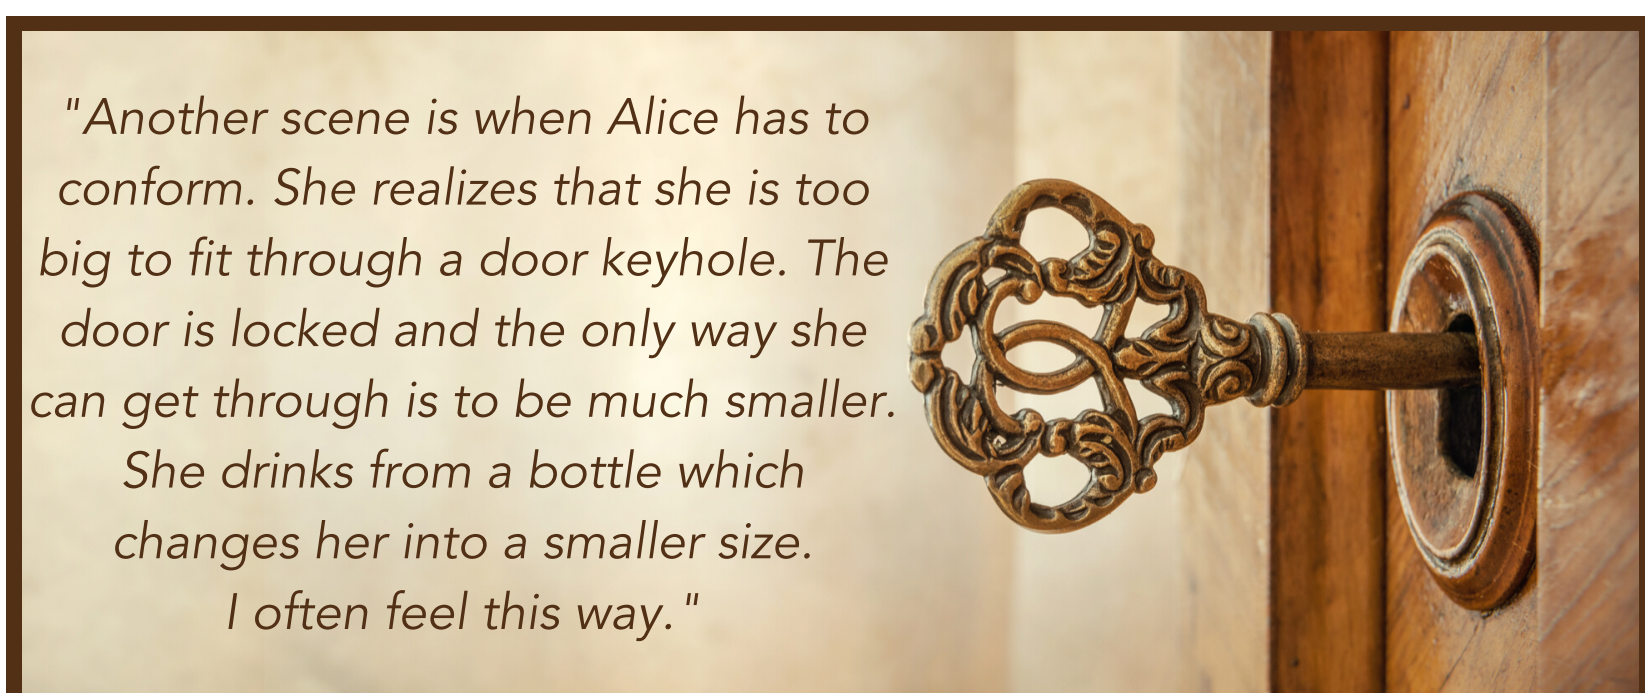 "Another scene is when Alice has to
conform. She realizes that she is too
big to fit through a door keyhole. The
door is locked and the only way she
can get through is to be much smaller.
She drinks from a bottle which
changes her into a smaller size.
I often feel this way."